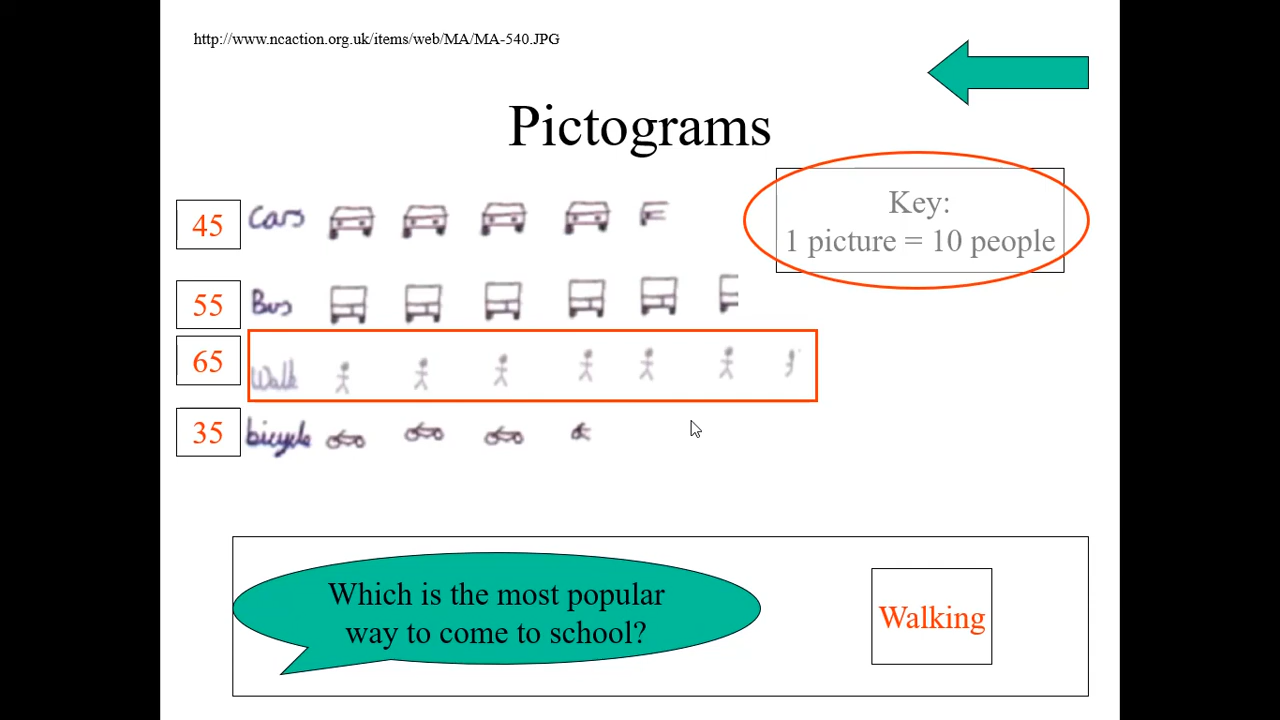 http://www.ncaction.org.uk/items/web/MA/MA-540.JPG
Pictograms
Key:
1 picture = 10 people
45 Cars
55 Bus
65 Walk
35 bicycle
Which is the most popular
way to come to school?
Walking